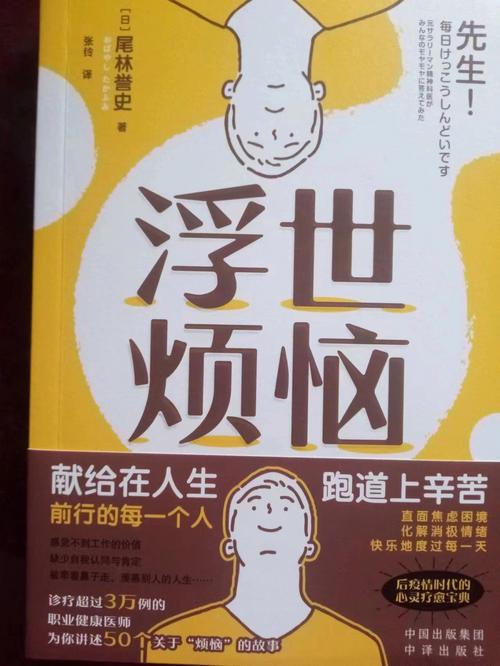 先生！
毎日けっこうしんどいです
元サラリーマン精神科医が
みんなのモヤモヤに答えてみた
［日］尾林誉史 著
おばやし たかふみ
张铃 译
浮世
烦恼
献给在人生
跑道上辛苦
前行的每一个人
感受不到工作的价值
缺少自我认同与肯定
被牵着鼻子走、羡慕别人的人生……
直面焦虑困境
化解消极情绪
快乐地度过每一天
诊疗超过3万例的
职业健康医师
为你讲述50个关于“烦恼”的故事
后疫情时代的
心灵疗愈宝典
中国出版集团
中译出版社